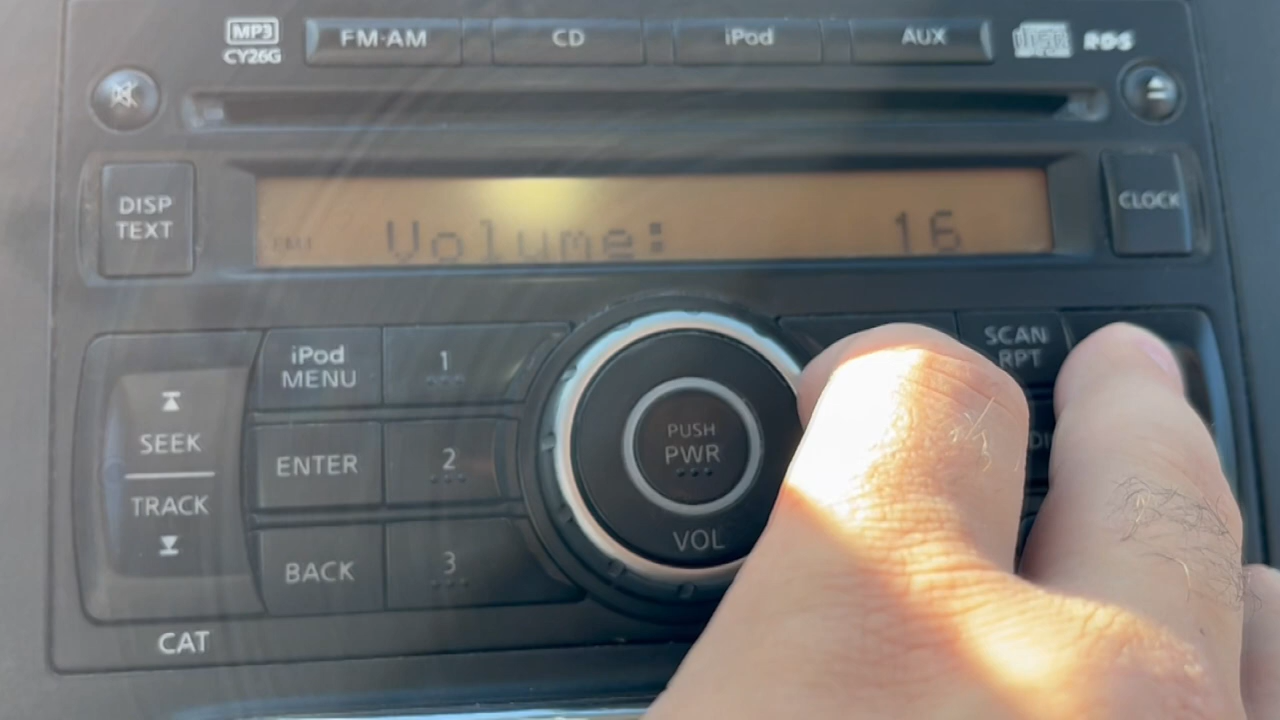 MP3
CY26G
FM·AM
CD
iPod
AUX
DISC
RDS
DISP
TEXT
Volume: 16
CLOCK
SEEK
TRACK
CAT
iPod
MENU
ENTER
BACK
1
2
3
PUSH
PWR
VOL
SCAN
RPT